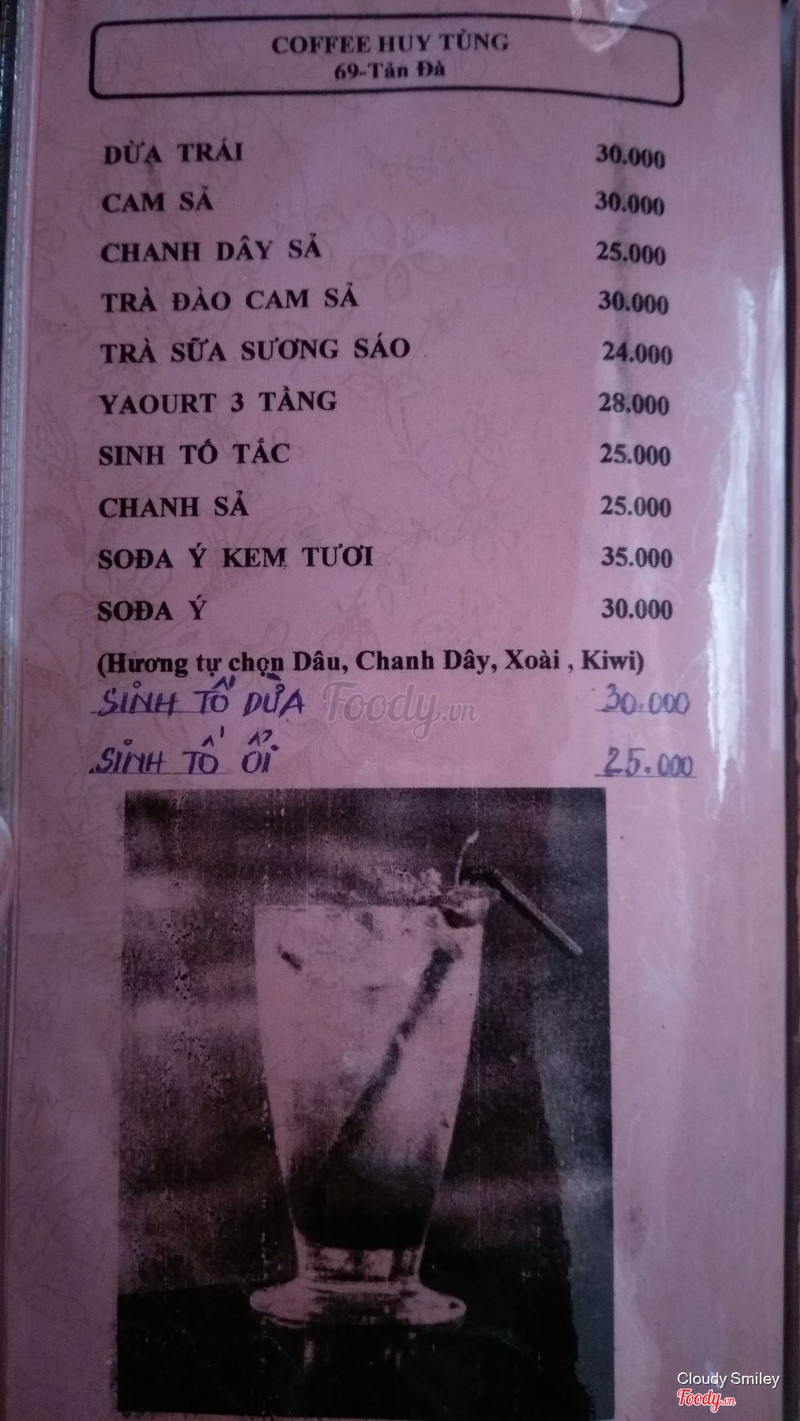 COFFEE HUY TÙNG
69-Tản Đà
DỪA TRÁI 30.000
CAM SẢ 30.000
CHANH DÂY SẢ 25.000
TRÀ ĐÀO CAM SẢ 30.000
TRÀ SỮA SƯƠNG SÁO 24.000
YAOURT 3 TẦNG 28.000
SINH TỐ TẮC 25.000
CHANH SẢ 25.000
SOĐA Ý KEM TƯƠI 35.000
SOĐA Ý 30.000
(Hương tự chọn Dâu, Chanh Dây, Xoài , Kiwi)
SINH TỐ DỪA 30.000
Foody.vn
SINH TỐ ỔI 25.000
Cloudy Smiley
Foody.vn